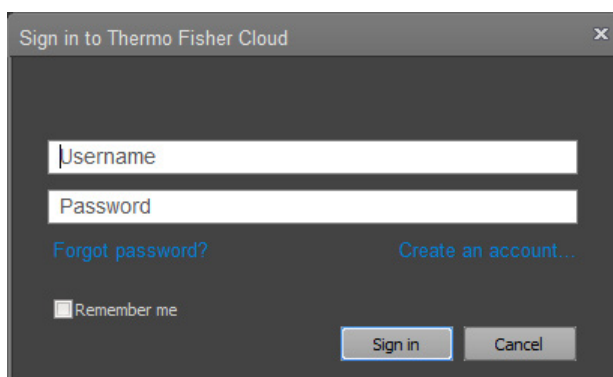 Sign in to Thermo Fisher Cloud
Username
Password
Forgot password? Create an account...
Remember me
Sign in Cancel